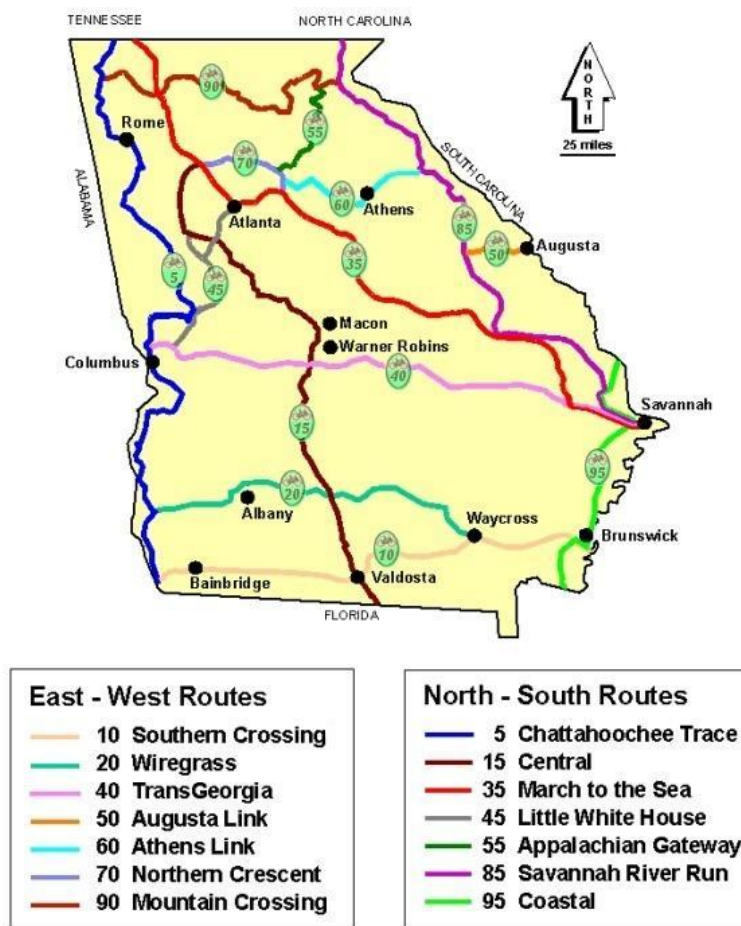 TENNESSEE
NORTH CAROLINA
NORTH
25 miles
90
Rome
55
SOUTH CAROLINA
ALABAMA
70
60
Athens
Atlanta
85
50
Augusta
35
5
45
Macon
Warner Robins
Columbus
40
Savannah
15
95
20
Albany
Waycross
10
Brunswick
Bainbridge
Valdosta
FLORIDA
East - West Routes
10 Southern Crossing
20 Wiregrass
40 TransGeorgia
50 Augusta Link
60 Athens Link
70 Northern Crescent
90 Mountain Crossing
North - South Routes
5 Chattahoochee Trace
15 Central
35 March to the Sea
45 Little White House
55 Appalachian Gateway
85 Savannah River Run
95 Coastal